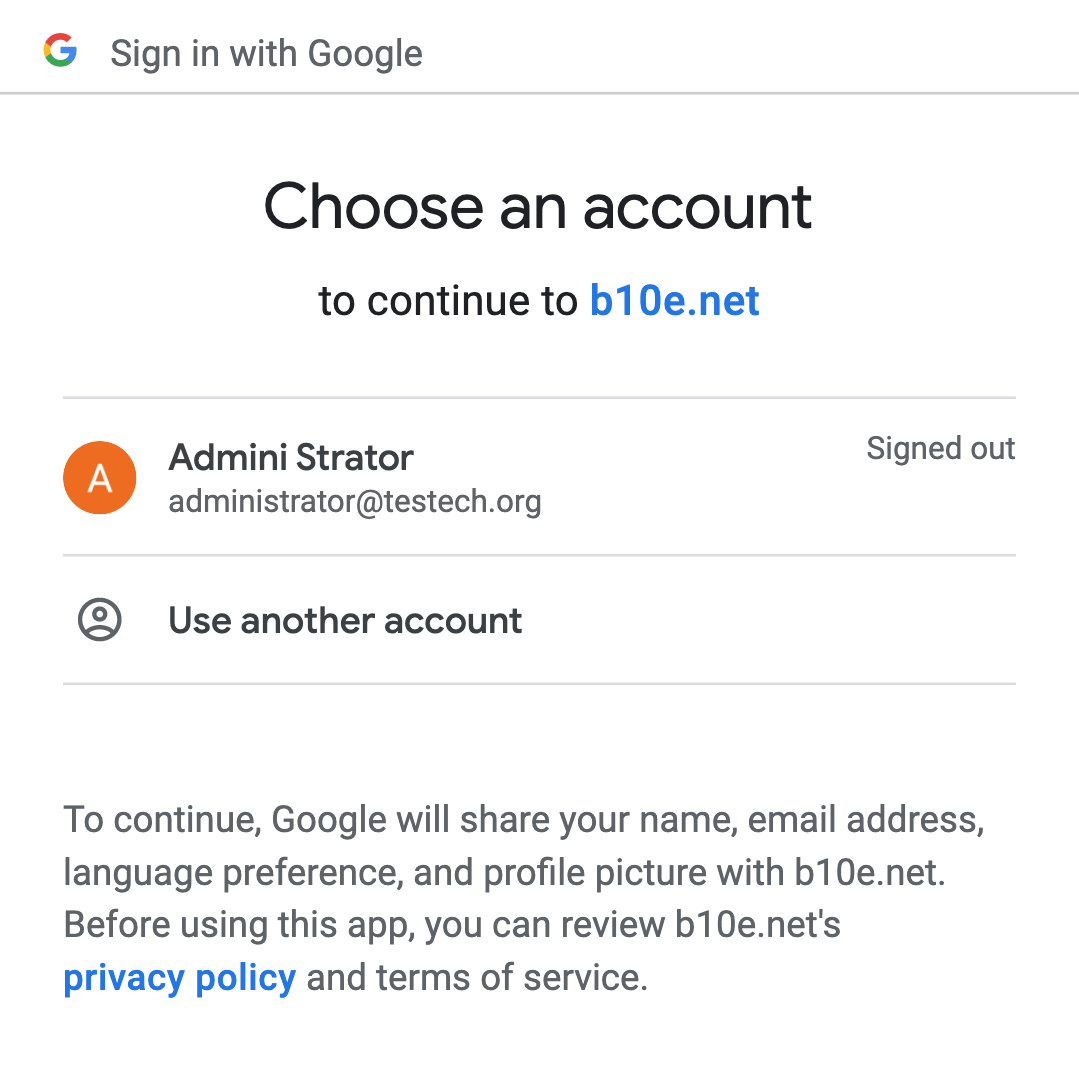 Sign in with Google
Choose an account
to continue to b10e.net
A
Admini Strator
administrator@testech.org
Signed out
Use another account
To continue, Google will share your name, email address,
language preference, and profile picture with b10e.net.
Before using this app, you can review b10e.net's
privacy policy and terms of service.